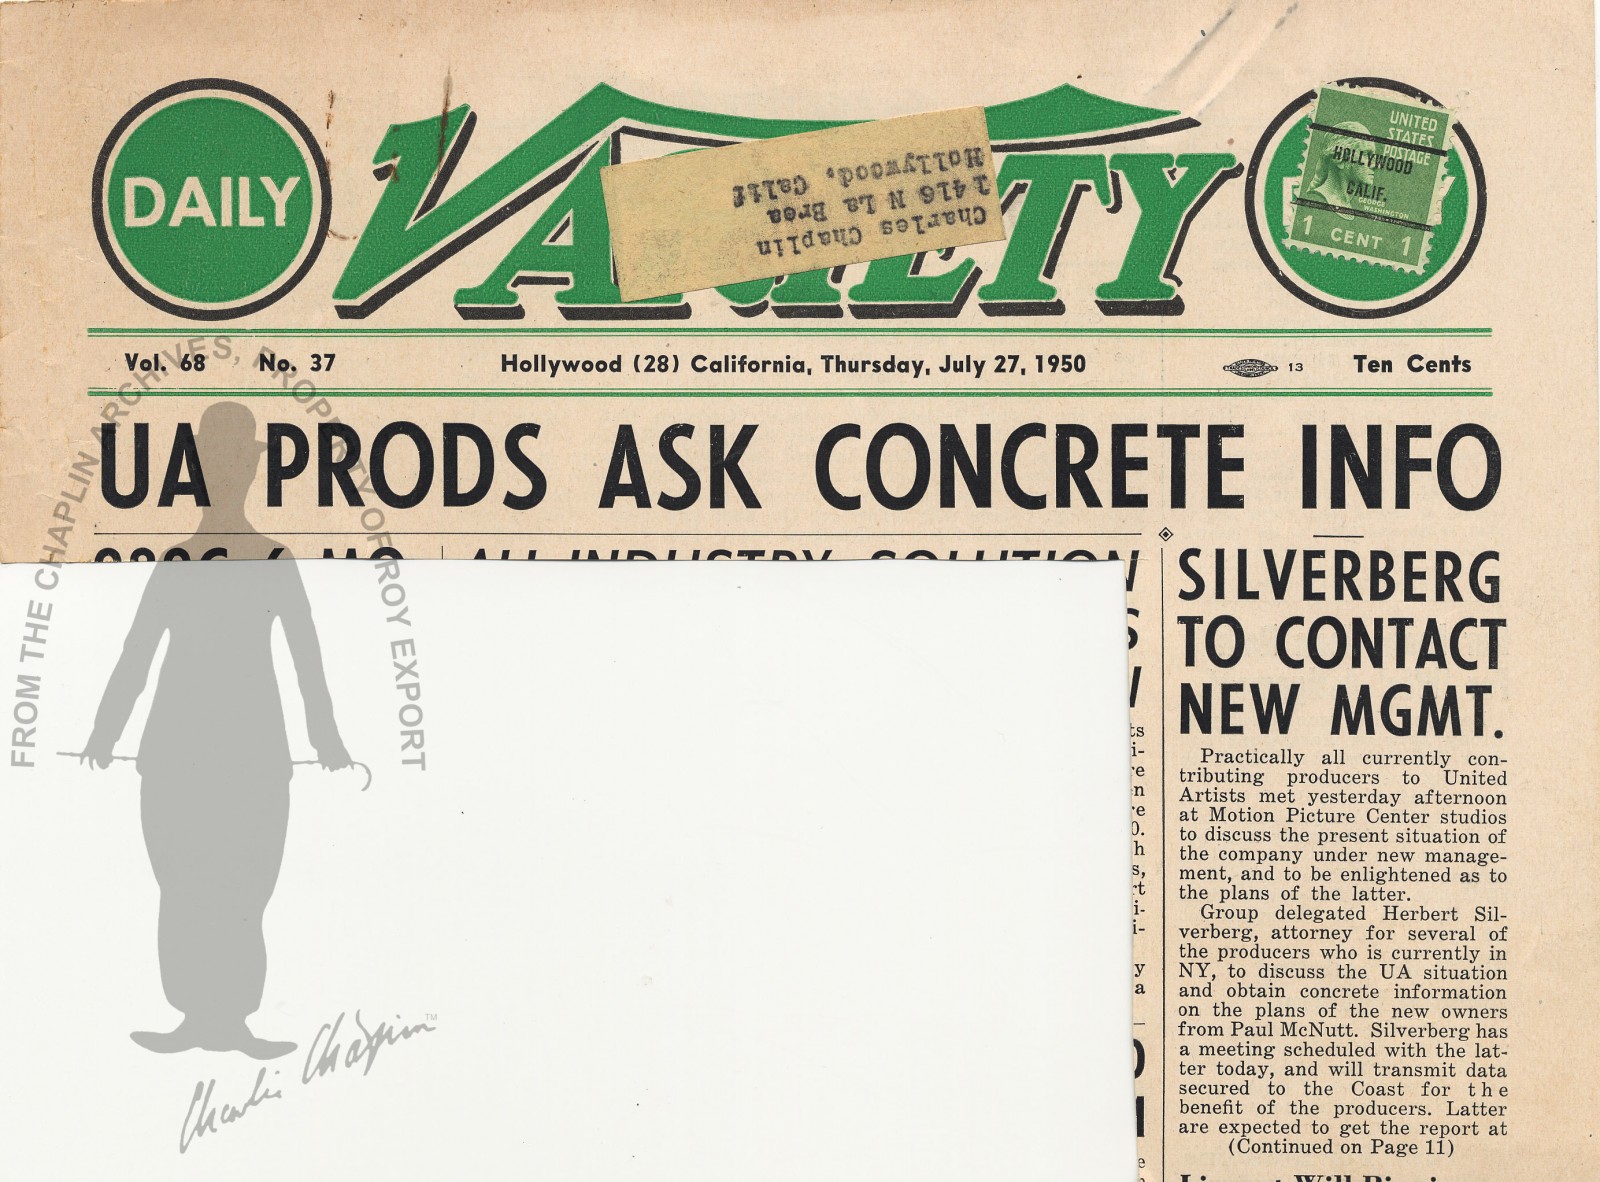 DAILY
VARIETY
Charles Chaplin
1416 N La Brea
Hollywood, Calif
UNITED
STATES
POSTAGE
HOLLYWOOD
CALIF.
GEORGE
WASHINGTON
1 CENT 1
Vol. 68 No. 37 Hollywood (28) California, Thursday, July 27, 1950 13 Ten Cents
UA PRODS ASK CONCRETE INFO
ALL-INDUSTRY SOLUTION
SILVERBERG
TO CONTACT
NEW MGMT.
Practically all currently con-
tributing producers to United
Artists met yesterday afternoon
at Motion Picture Center studios
to discuss the present situation of
the company under new manage-
ment, and to be enlightened as to
the plans of the latter.
Group delegated Herbert Sil-
verberg, attorney for several of
the producers who is currently in
NY, to discuss the UA situation
and obtain concrete information
on the plans of the new owners
from Paul McNutt. Silverberg has
a meeting scheduled with the lat-
ter today, and will transmit data
secured to the Coast for the
benefit of the producers. Latter
are expected to get the report at
(Continued on Page 11)
FROM THE CHAPLIN ARCHIVES, PROPERTY OF ROY EXPORT
Charlie Chaplin™